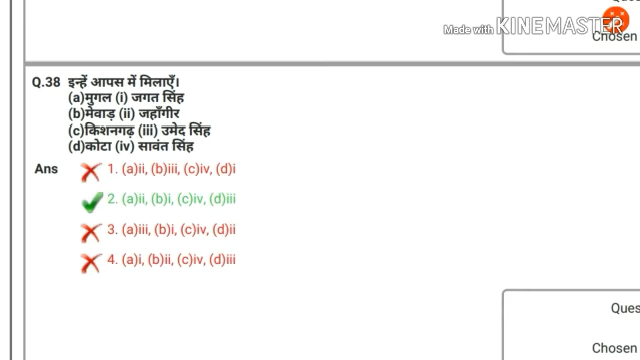 Ques
Made with KINEMASTER
Chosen
Q.38 इन्हें आपस में मिलाएँ।
(a)मुगल (i) जगत सिंह
(b)मेवाड़ (ii) जहाँगीर
(c)किशनगढ़ (iii) उमेद सिंह
(d)कोटा (iv) सावंत सिंह
Ans
1. (a)ii, (b)iii, (c)iv, (d)i
2. (a)ii, (b)i, (c)iv, (d)iii
3. (a)iii, (b)i, (c)iv, (d)ii
4. (a)i, (b)ii, (c)iv, (d)iii
Ques
Chosen